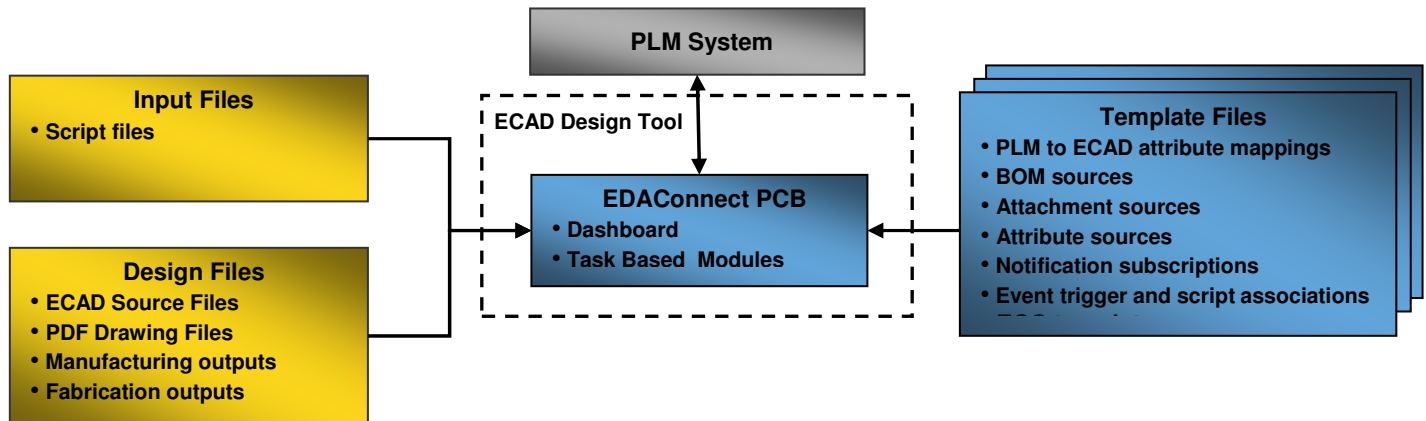 PLM System
Input Files
• Script files
ECAD Design Tool
EDAConnect PCB
• Dashboard
• Task Based Modules
Design Files
• ECAD Source Files
• PDF Drawing Files
• Manufacturing outputs
• Fabrication outputs
Template Files
• PLM to ECAD attribute mappings
• BOM sources
• Attachment sources
• Attribute sources
• Notification subscriptions
• Event trigger and script associations